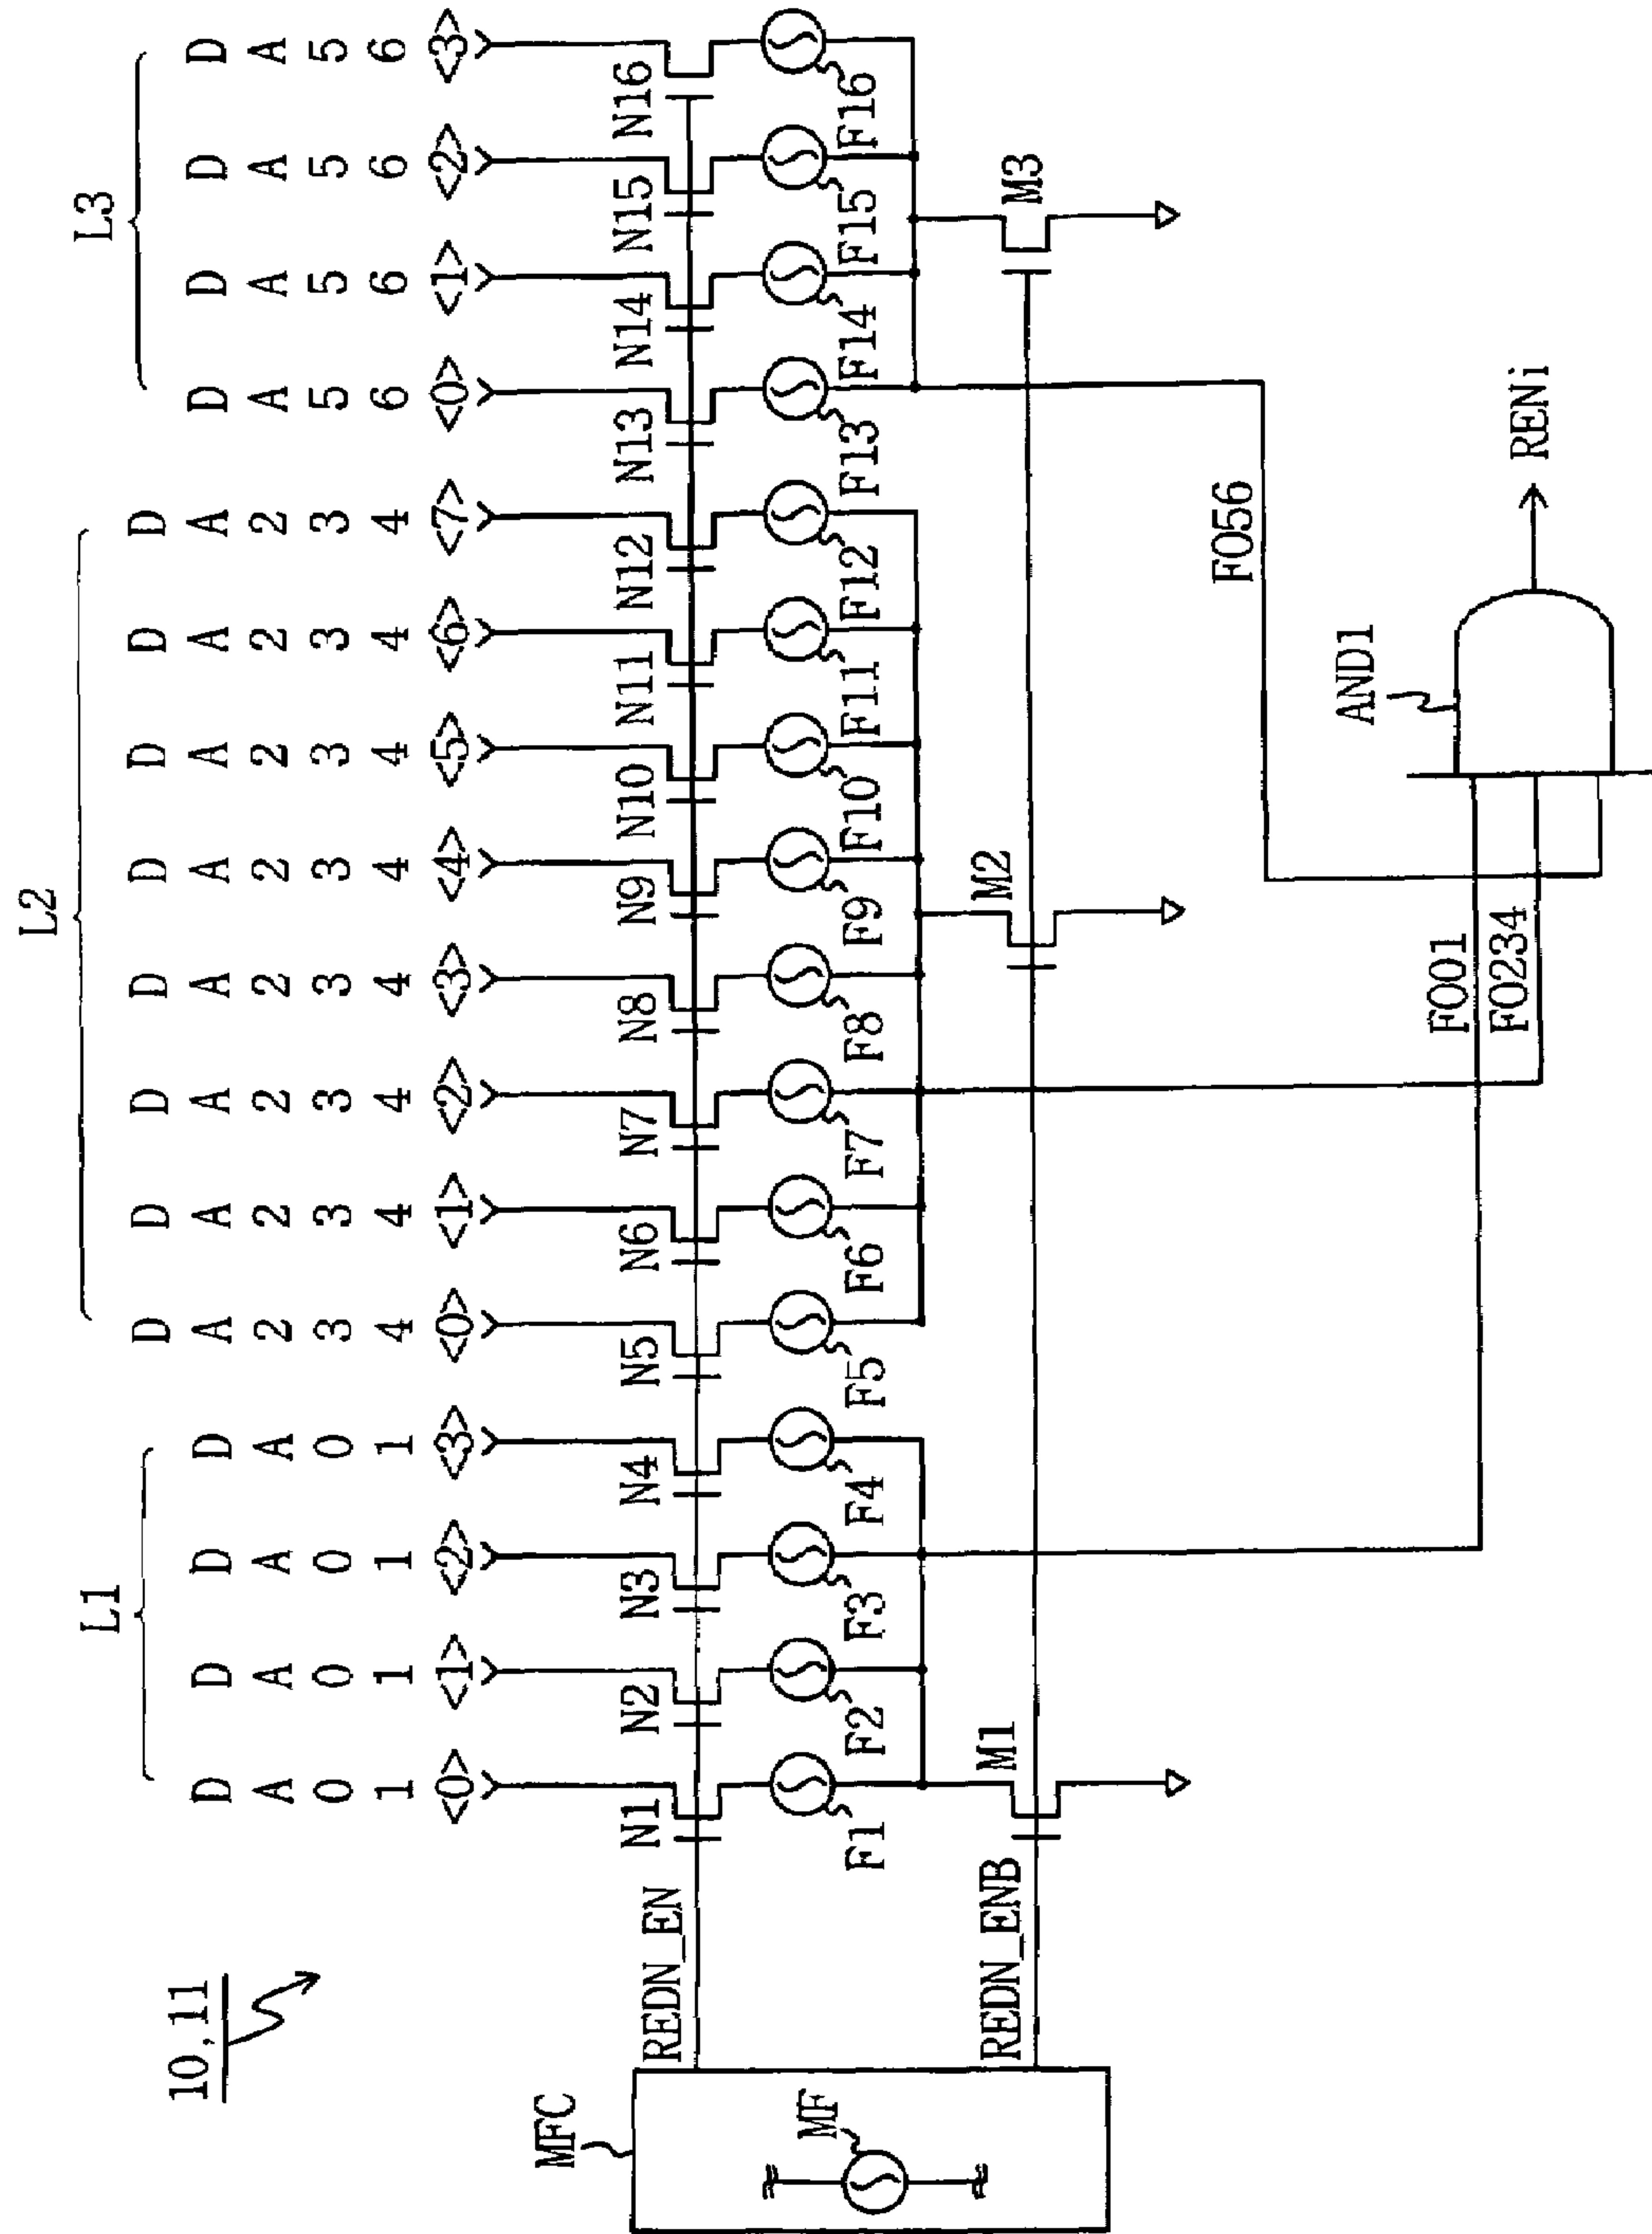 10,11
L1
L2
L3
DA01<0>
DA01<1>
DA01<2>
DA01<3>
DA234<0>
DA234<1>
DA234<2>
DA234<3>
DA234<4>
DA234<5>
DA234<6>
DA234<7>
DA56<0>
DA56<1>
DA56<2>
DA56<3>
MFC
REDN_EN
N1 N2 N3 N4 N5 N6 N7 N8 N9 N10 N11 N12 N13 N14 N15 N16
MF
F1 F2 F3 F4 F5 F6 F7 F8 F9 F10 F11 F12 F13 F14 F15 F16
REDN_ENB
M1
M2
M3
FO56
FO01
FO234
AND1
RENi